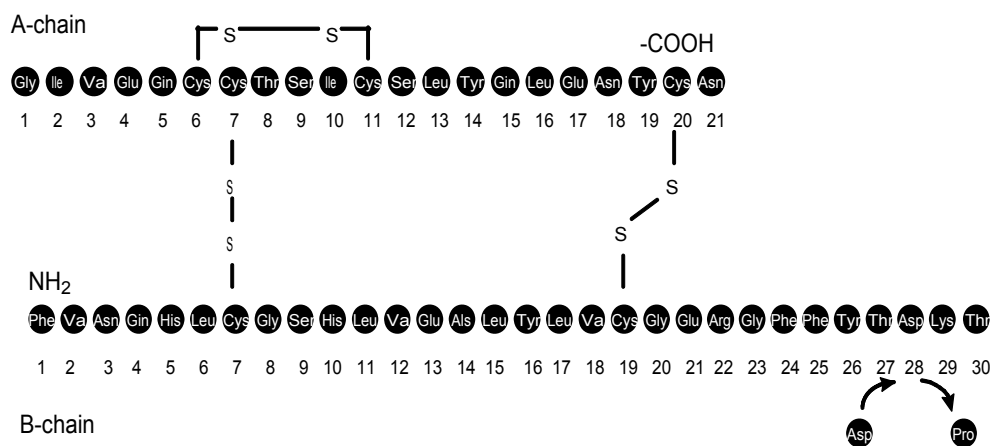 A-chain
S S
-COOH
Gly Ile Va Glu Gin Cys Cys Thr Ser Ile Cys Ser Leu Tyr Gin Leu Glu Asn Tyr Cys Asn
1 2 3 4 5 6 7 8 9 10 11 12 13 14 15 16 17 18 19 20 21
S S
S S
NH2
Phe Va Asn Gin His Leu Cys Gly Ser His Leu Va Glu Als Leu Tyr Leu Va Cys Gly Glu Arg Gly Phe Phe Tyr Thr Asp Lys Thr
1 2 3 4 5 6 7 8 9 10 11 12 13 14 15 16 17 18 19 20 21 22 23 24 25 26 27 28 29 30
B-chain
Asp Pro